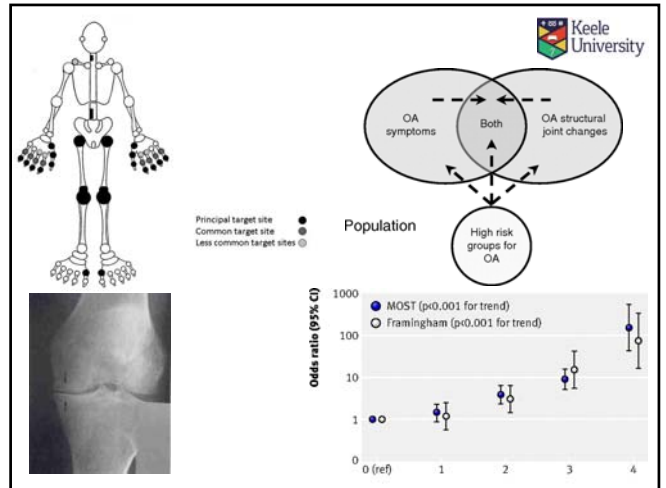 Keele
University
OA
symptoms
Both
OA structural
joint changes
Population
High risk
groups for
OA
Principal target site
Common target site
Less common target sites
Odds ratio (95% CI)
1000
100
10
1
0
MOST (p<0.001 for trend)
Framingham (p<0.001 for trend)
0 (ref)
1
2
3
4